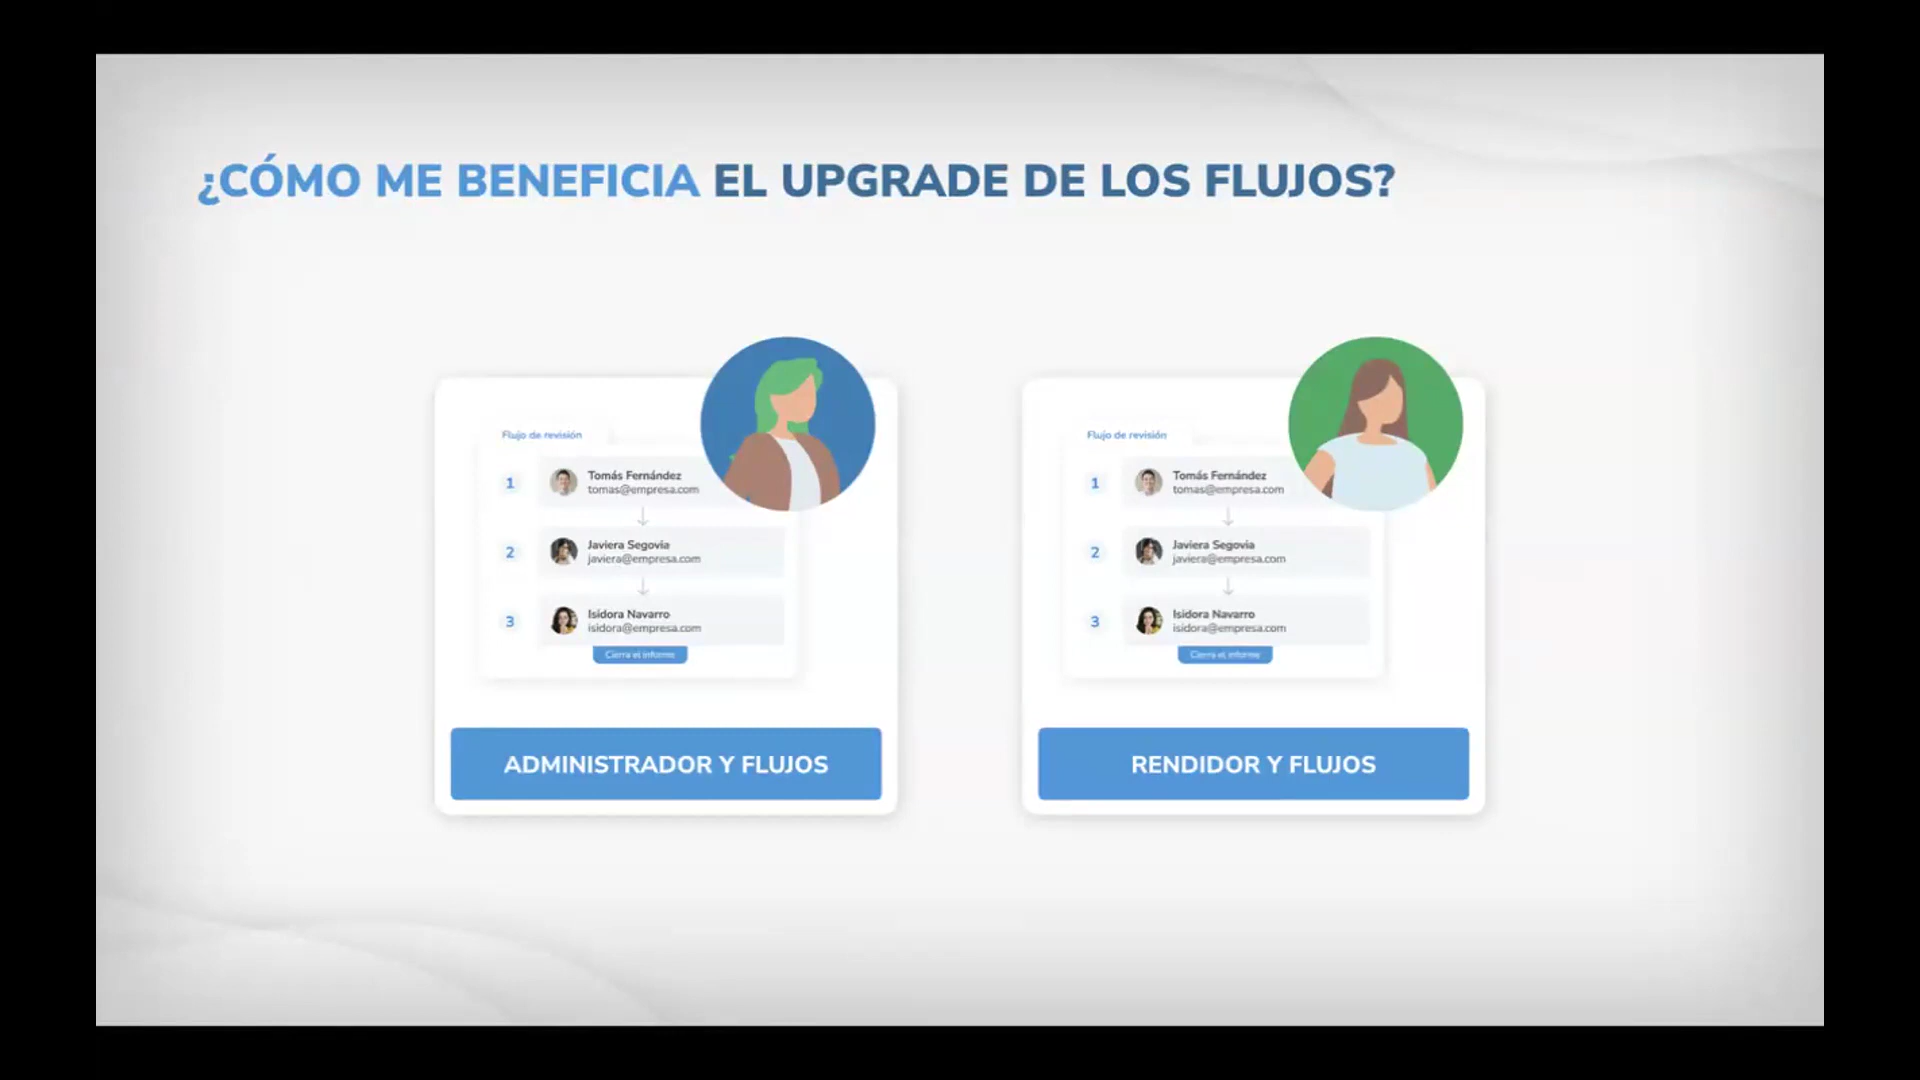 ¿CÓMO ME BENEFICIA EL UPGRADE DE LOS FLUJOS?
Flujo de revisión
1
Tomás Fernández
tomas@empresa.com
2
Javiera Segovia
javiera@empresa.com
3
Isidora Navarro
isidora@empresa.com
Cierra el informe
ADMINISTRADOR Y FLUJOS
Flujo de revisión
1
Tomás Fernández
tomas@empresa.com
2
Javiera Segovia
javiera@empresa.com
3
Isidora Navarro
isidora@empresa.com
Cierra el informe
RENDIDOR Y FLUJOS